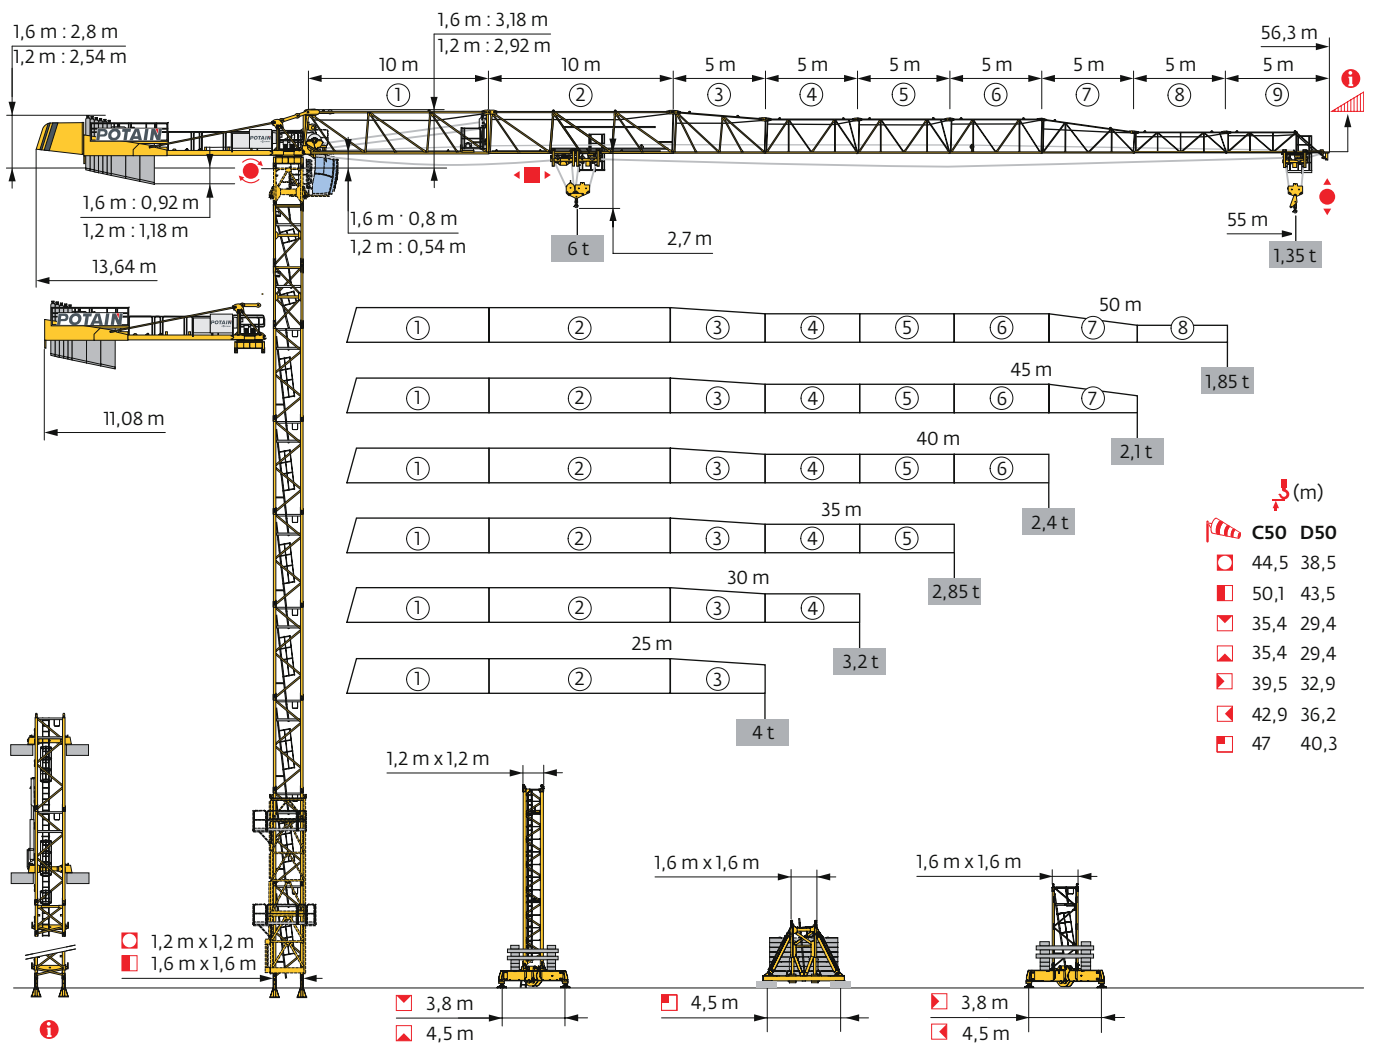 1,6 m : 2,8 m
1,2 m : 2,54 m
1,6 m : 3,18 m
1,2 m : 2,92 m
56,3 m
10 m 10 m 5 m 5 m 5 m 5 m 5 m 5 m 5 m
1 2 3 4 5 6 7 8 9
i
POTAIN
POTAIN
1,6 m : 0,92 m
1,2 m : 1,18 m
1,6 m : 0,8 m
1,2 m : 0,54 m
6 t
2,7 m
55 m
1,35 t
13,64 m
POTAIN
POTAIN
11,08 m
50 m
1 2 3 4 5 6 7 8
1,85 t
45 m
1 2 3 4 5 6 7
2,1 t
40 m
1 2 3 4 5 6
2,4 t
35 m
1 2 3 4 5
2,85 t
30 m
1 2 3 4
3,2 t
25 m
1 2 3
4 t
(m)
C50 D50
44,5 38,5
50,1 43,5
35,4 29,4
35,4 29,4
39,5 32,9
42,9 36,2
47 40,3
1,2 m x 1,2 m
1,6 m x 1,6 m
1,6 m x 1,6 m
1,2 m x 1,2 m
1,6 m x 1,6 m
3,8 m
4,5 m
4,5 m
3,8 m
4,5 m
i